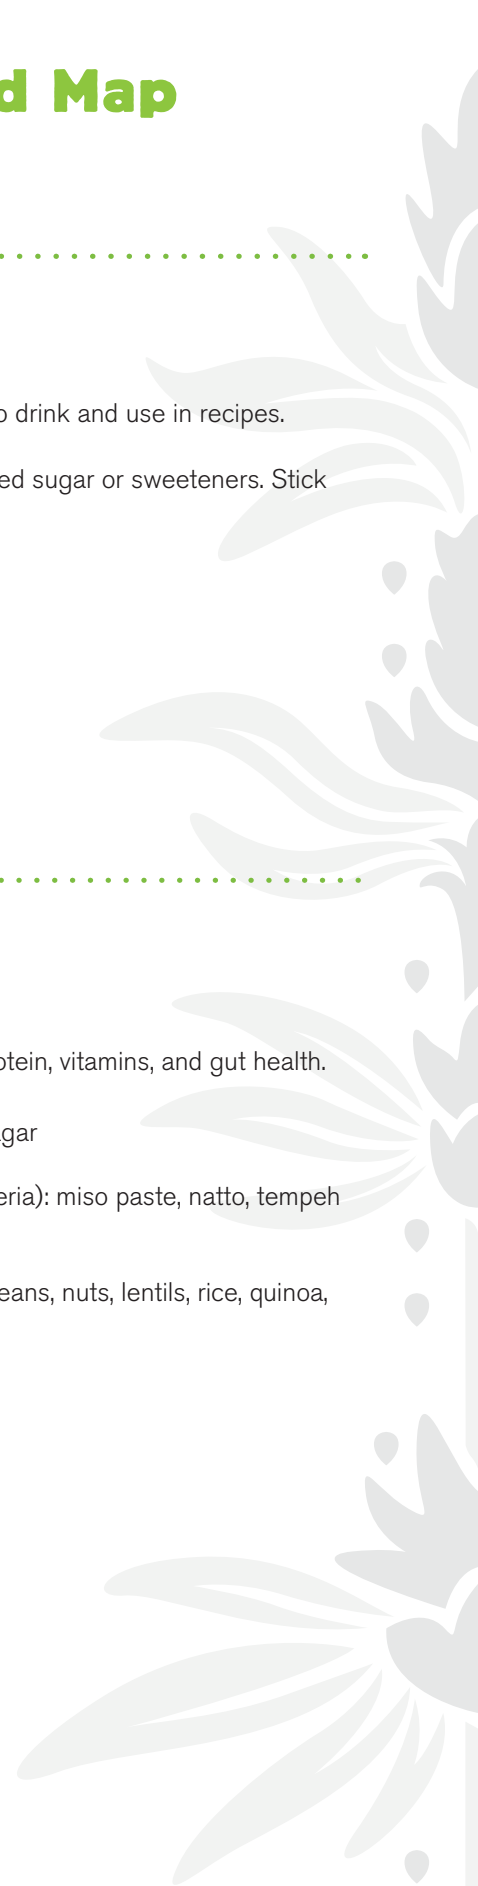 d Map
drink and use in recipes.
ed sugar or sweeteners. Stick
otein, vitamins, and gut health.
gar
eria): miso paste, natto, tempeh
eans, nuts, lentils, rice, quinoa,